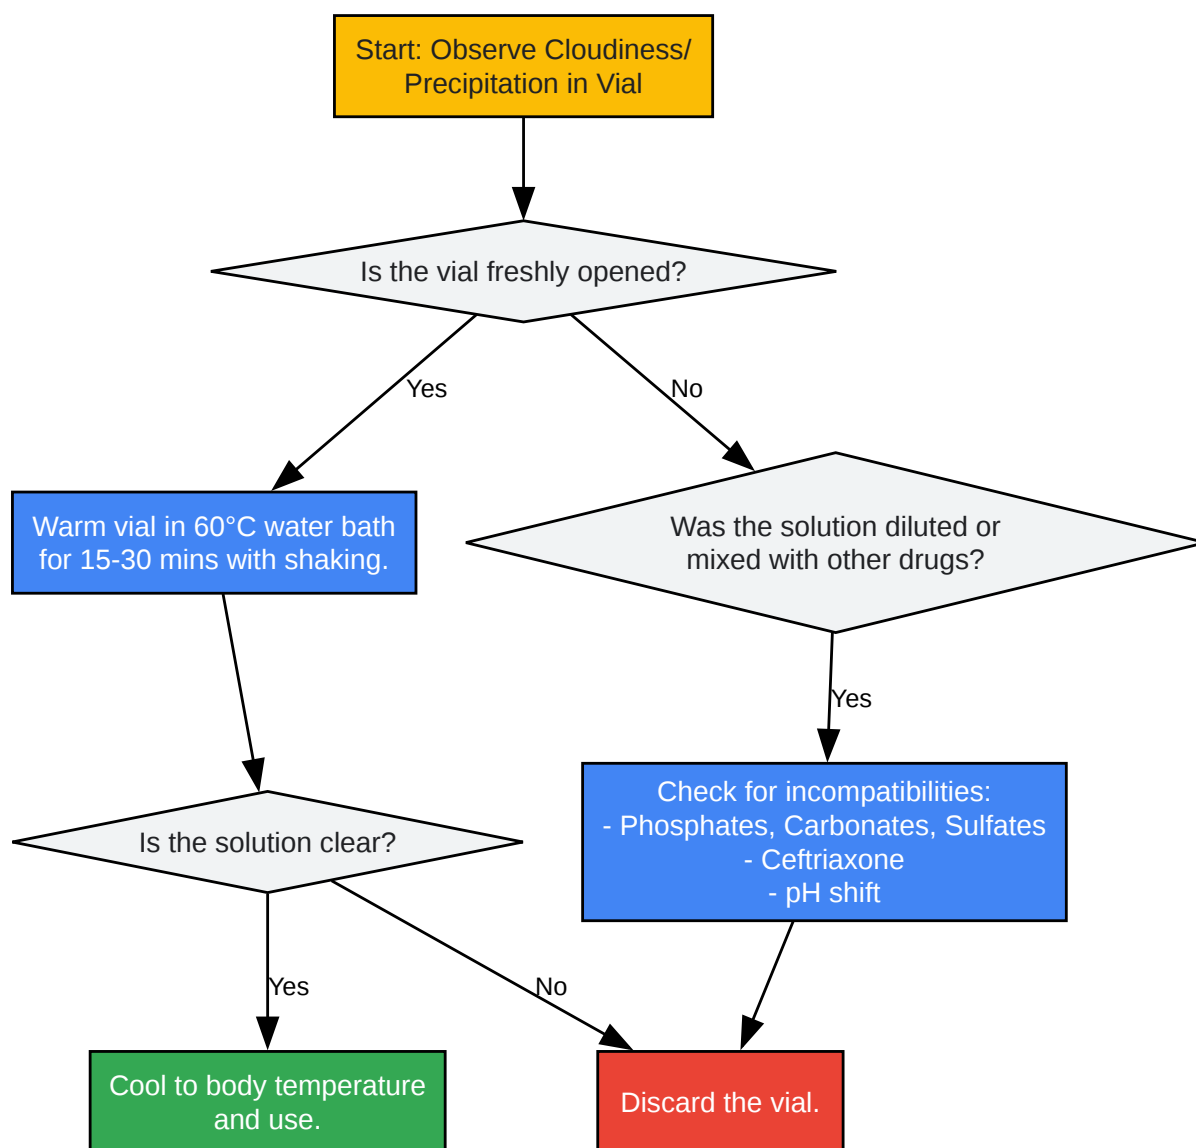 Start: Observe Cloudiness/
Precipitation in Vial
Is the vial freshly opened?
Yes
No
Warm vial in 60°C water bath
for 15-30 mins with shaking.
Was the solution diluted or
mixed with other drugs?
Yes
Check for incompatibilities:
- Phosphates, Carbonates, Sulfates
- Ceftriaxone
- pH shift
Is the solution clear?
Yes
No
Cool to body temperature
and use.
Discard the vial.